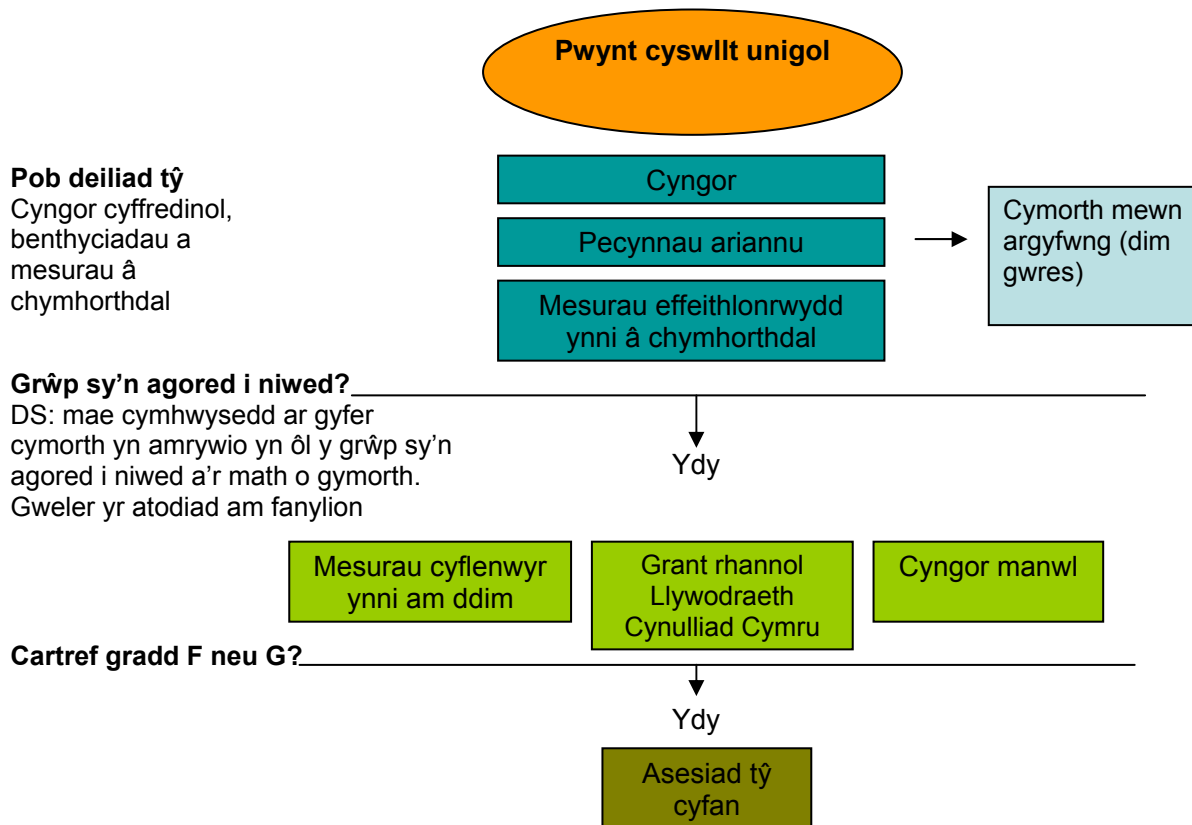 Pwynt cyswllt unigol
Pob deiliad tŷ
Cyngor cyffredinol,
benthyciadau a
mesurau â
chymhorthdal
Cyngor
Pecynnau ariannu
Mesurau effeithlonrwydd
ynni â chymhorthdal
Cymorth mewn
argyfwng (dim
gwres)
Grŵp sy'n agored i niwed?
DS: mae cymhwysedd ar gyfer
cymorth yn amrywio yn ôl y grŵp sy'n
agored i niwed a'r math o gymorth.
Gweler yr atodiad am fanylion
Ydy
Mesurau cyflenwyr
ynni am ddim
Grant rhannol
Llywodraeth
Cynulliad Cymru
Cyngor manwl
Cartref gradd F neu G?
Ydy
Asesiad tŷ
cyfan